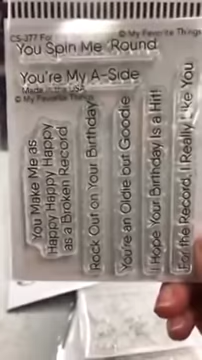 CS-377 For
© My Favorite Things
You Spin Me 'Round
You're My A-Side
Made in the USA
© My Favorite Things
You Make Me as
Happy Happy Happy
as a Broken Record
Rock Out on Your Birthday
You're an Oldie but Goodie
I Hope Your Birthday Is a Hit!
For the Record, I Really Like You